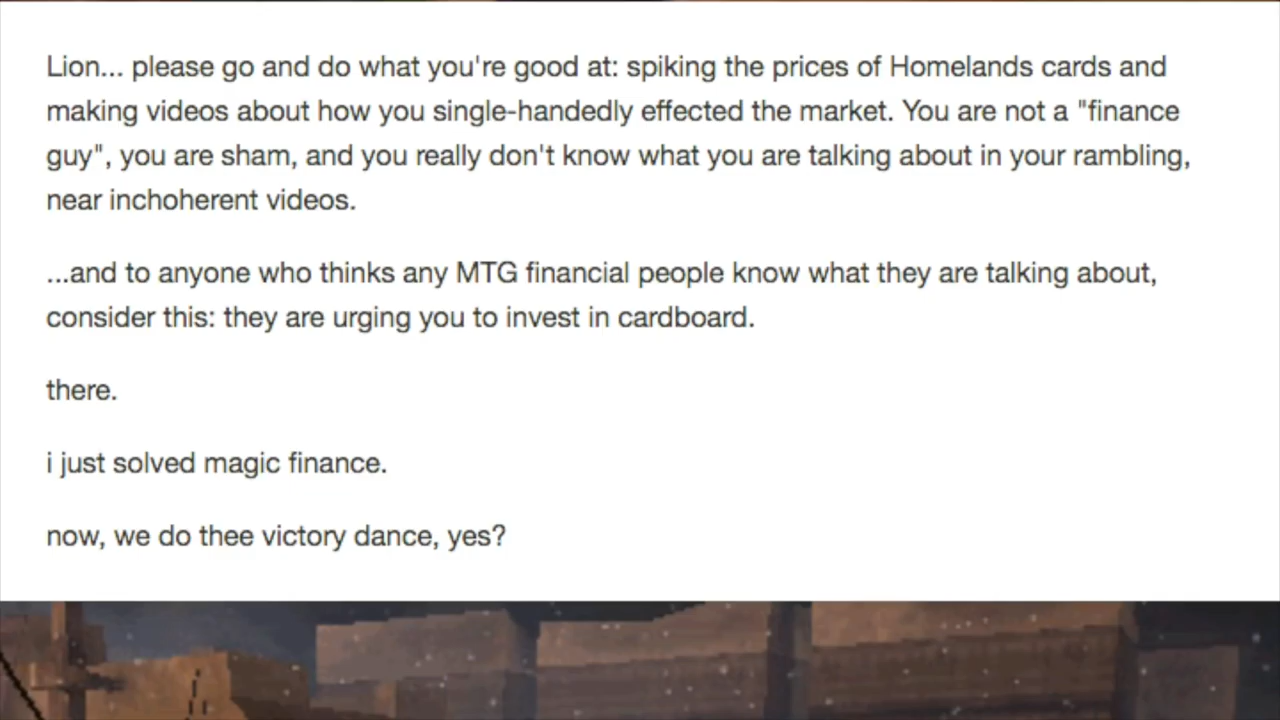 Lion... please go and do what you're good at: spiking the prices of Homelands cards and
making videos about how you single-handedly effected the market. You are not a "finance
guy", you are sham, and you really don't know what you are talking about in your rambling,
near inchoherent videos.
...and to anyone who thinks any MTG financial people know what they are talking about,
consider this: they are urging you to invest in cardboard.
there.
i just solved magic finance.
now, we do thee victory dance, yes?